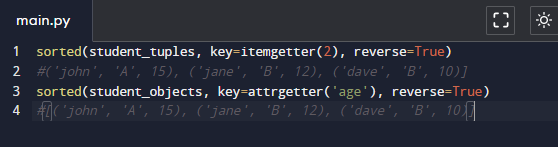 main.py
1 sorted(student_tuples, key=itemgetter(2), reverse=True)
2 #('john', 'A', 15), ('jane', 'B', 12), ('dave', 'B', 10)]
3 sorted(student_objects, key=attrgetter('age'), reverse=True)
4 #[('john', 'A', 15), ('jane', 'B', 12), ('dave', 'B', 10)]